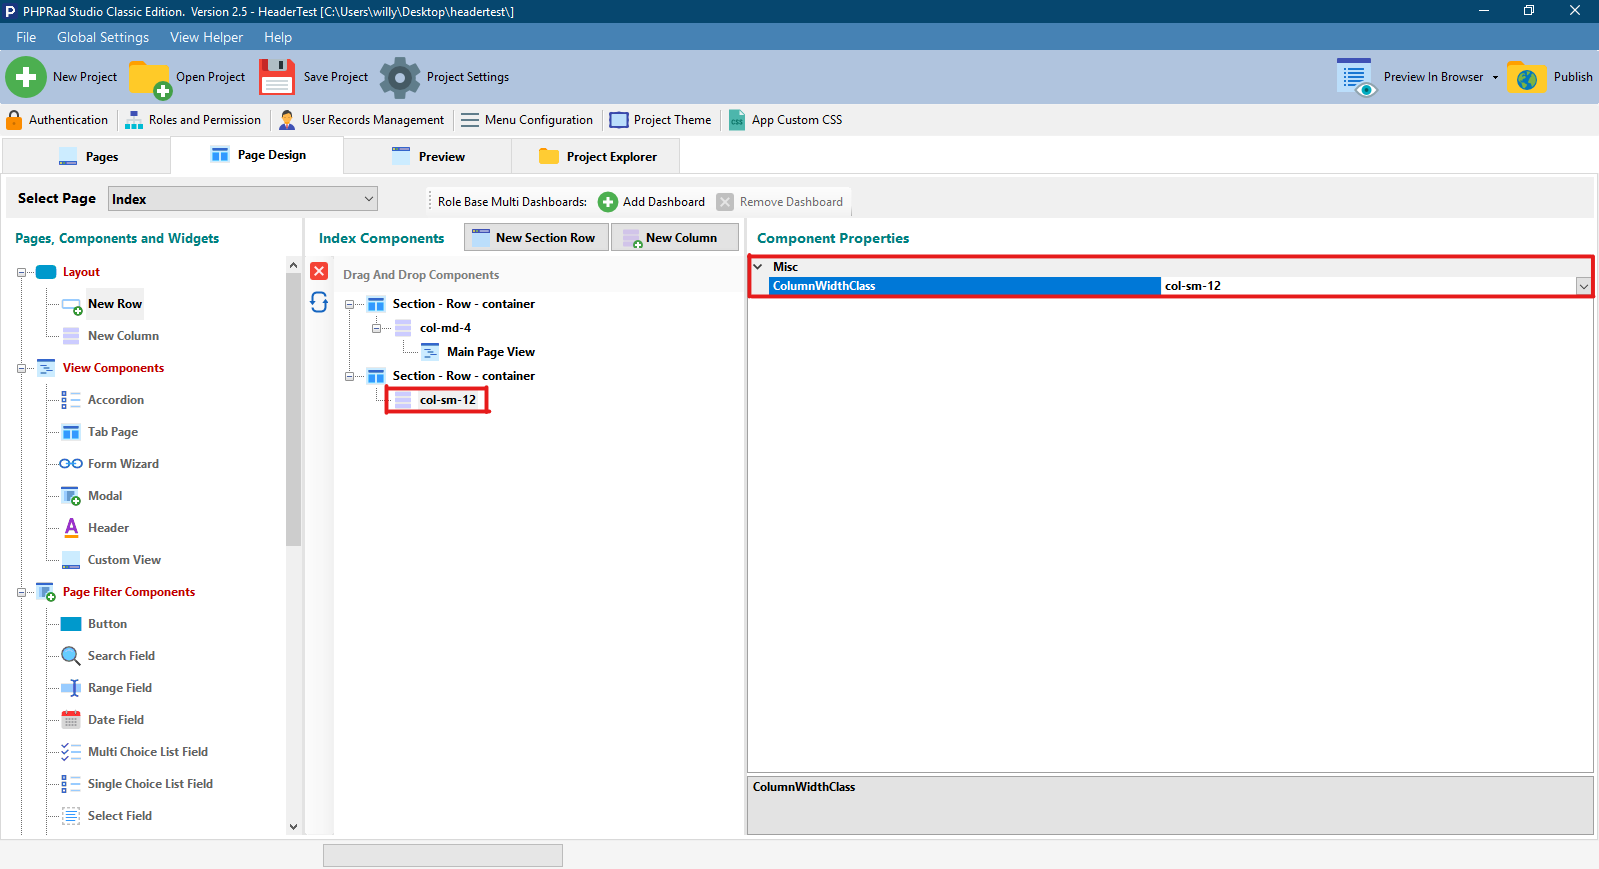 PHPRad Studio Classic Edition. Version 2.5 - HeaderTest [C:\Users\willy\Desktop\headertest\]
File Global Settings View Helper Help
New Project Open Project Save Project Project Settings Preview In Browser Publish
Authentication Roles and Permission User Records Management Menu Configuration Project Theme App Custom CSS
Pages Page Design Preview Project Explorer
Select Page Index Role Base Multi Dashboards: Add Dashboard Remove Dashboard
Pages, Components and Widgets
Layout
New Row
New Column
View Components
Accordion
Tab Page
Form Wizard
Modal
Header
Custom View
Page Filter Components
Button
Search Field
Range Field
Date Field
Multi Choice List Field
Single Choice List Field
Select Field
Index Components New Section Row New Column
Drag And Drop Components
Section - Row - container
col-md-4
Main Page View
Section - Row - container
col-sm-12
Component Properties
Misc
ColumnWidthClass col-sm-12
ColumnWidthClass